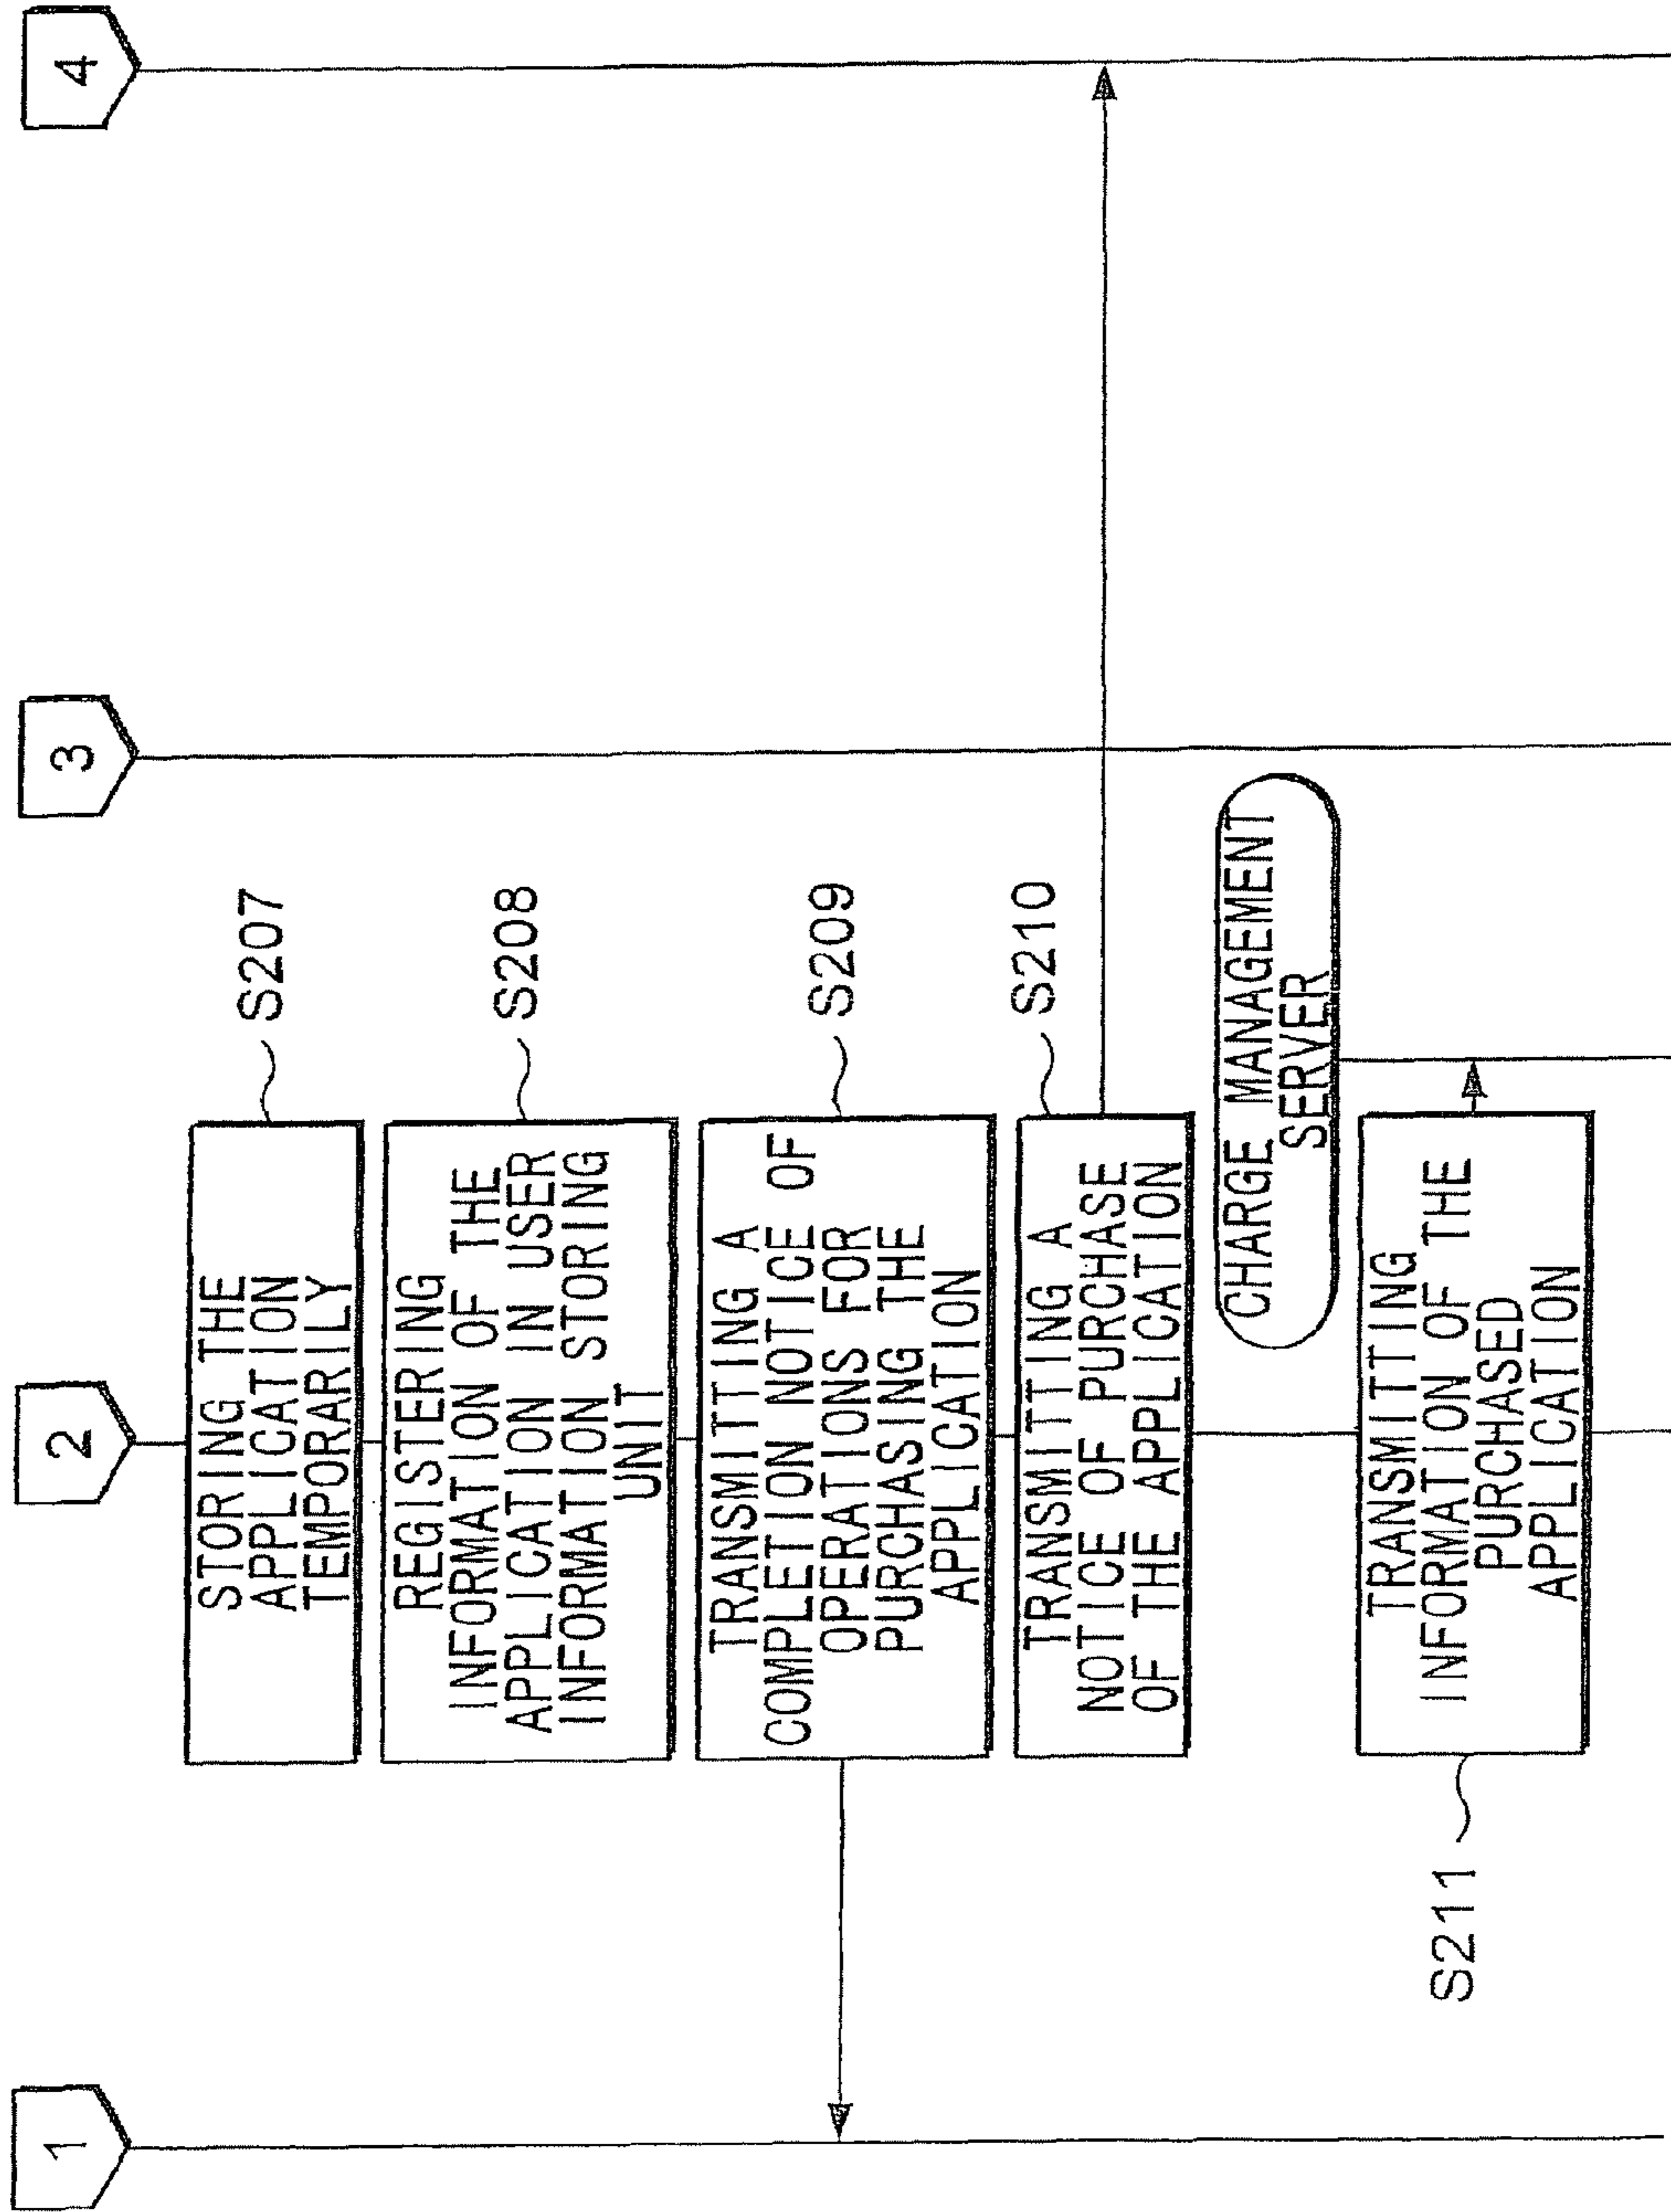 1
2
3
4
STORING THE
APPLICATION
TEMPORARILY
S207
REGISTERING
INFORMATION OF THE
APPLICATION IN USER
INFORMATION STORING
UNIT
S208
TRANSMITTING A
COMPLETION NOTICE OF
OPERATIONS FOR
PURCHASING THE
APPLICATION
S209
TRANSMITTING A
NOTICE OF PURCHASE
OF THE APPLICATION
S210
CHARGE MANAGEMENT
SERVER
S211
TRANSMITTING
INFORMATION OF THE
PURCHASED
APPLICATION